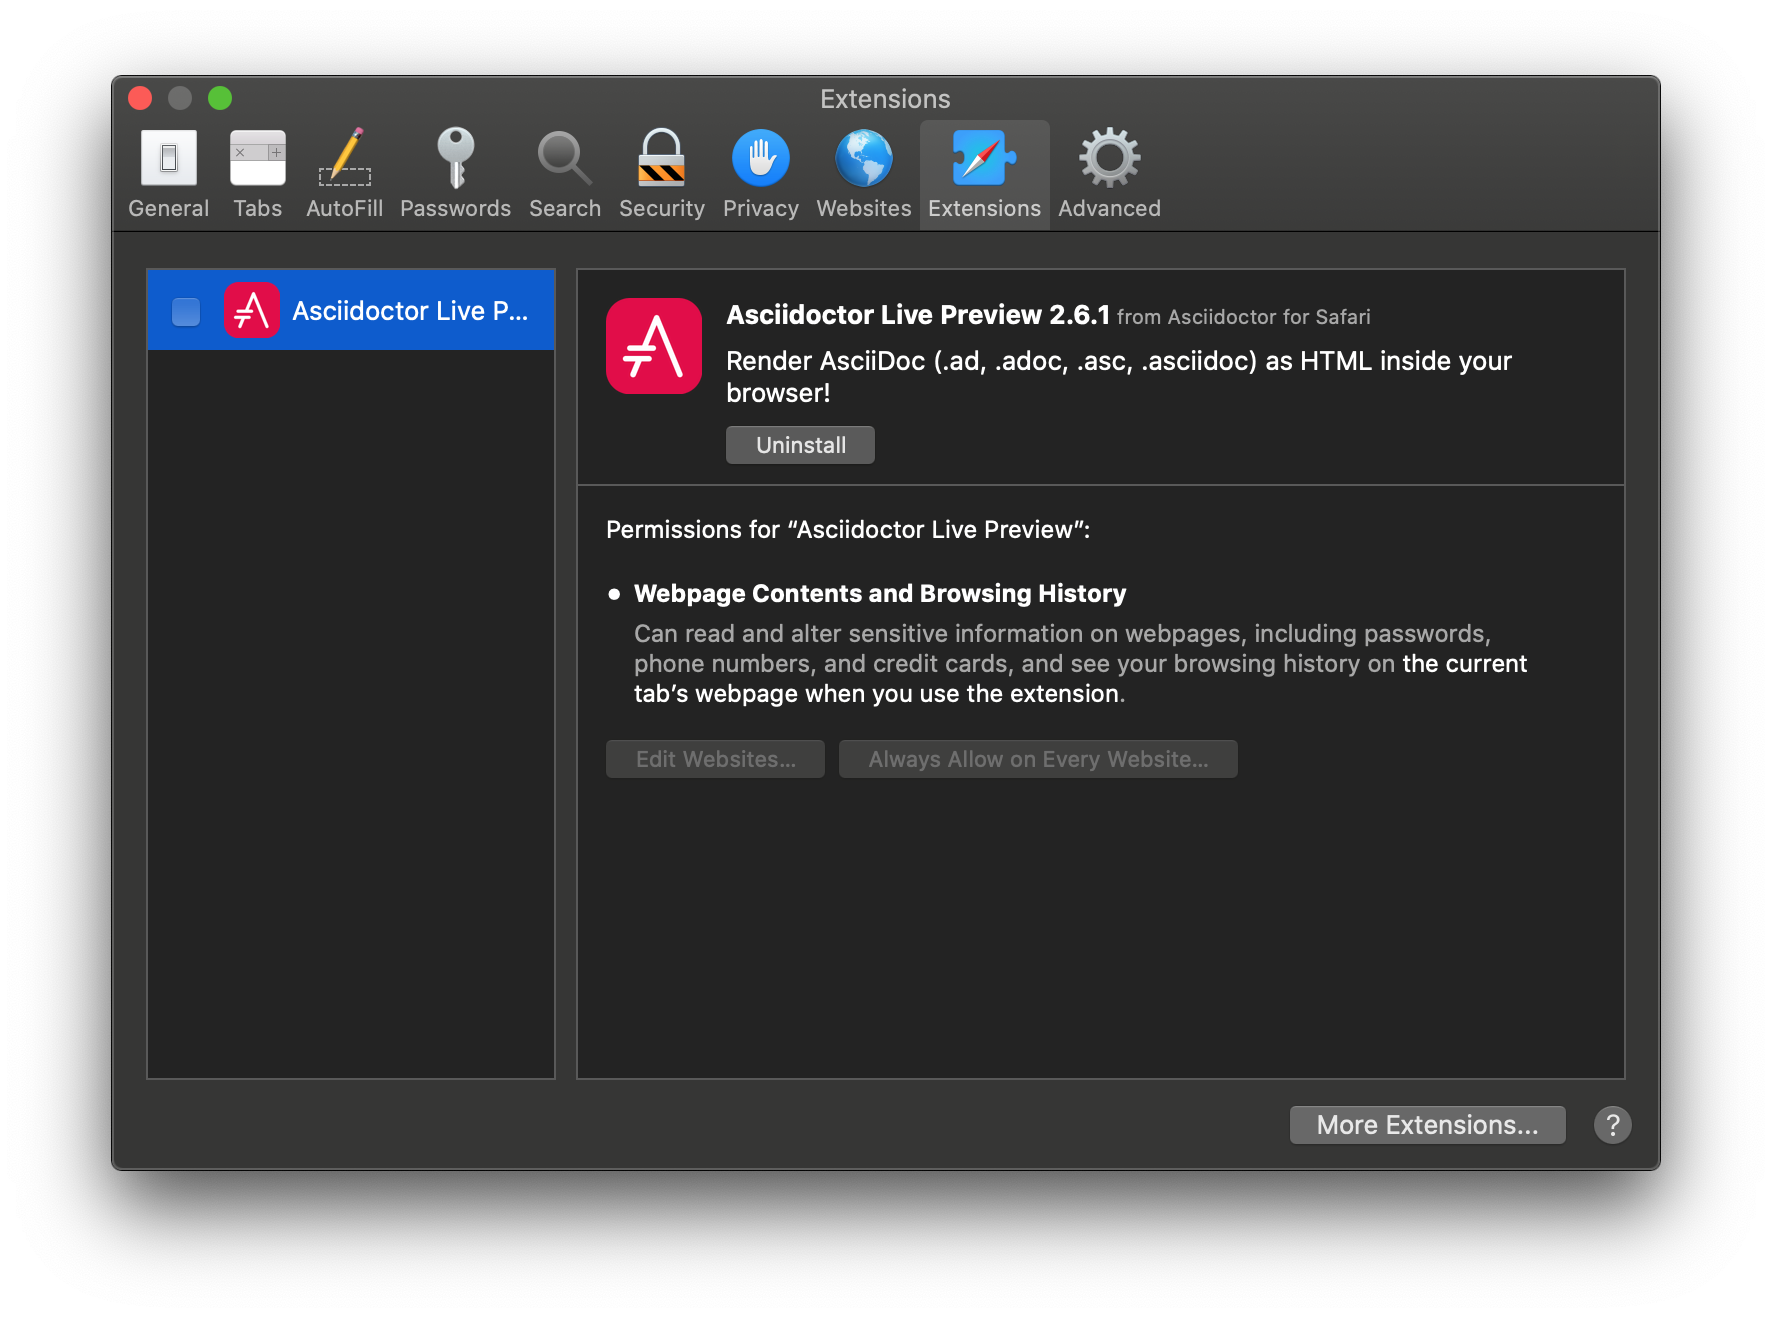 Extensions
General Tabs AutoFill Passwords Search Security Privacy Websites Extensions Advanced
Asciidoctor Live P...
Asciidoctor Live Preview 2.6.1 from Asciidoctor for Safari
Render AsciiDoc (.ad, .adoc, .asc, .asciidoc) as HTML inside your
browser!
Uninstall
Permissions for “Asciidoctor Live Preview”:
• Webpage Contents and Browsing History
Can read and alter sensitive information on webpages, including passwords,
phone numbers, and credit cards, and see your browsing history on the current
tab’s webpage when you use the extension.
Edit Websites... Always Allow on Every Website...
More Extensions... ?